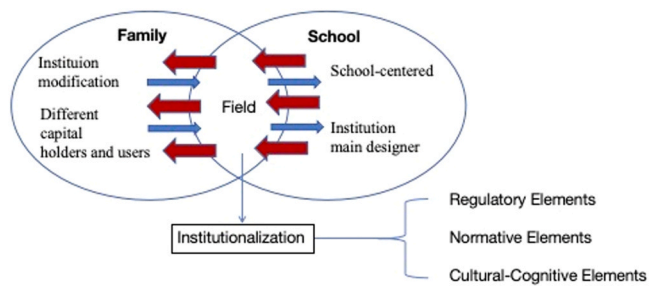 Family
School
Instituion
modification
School-centered
Field
Different
capital
holders and users
Institution
main designer
Institutionalization
Regulatory Elements
Normative Elements
Cultural-Cognitive Elements